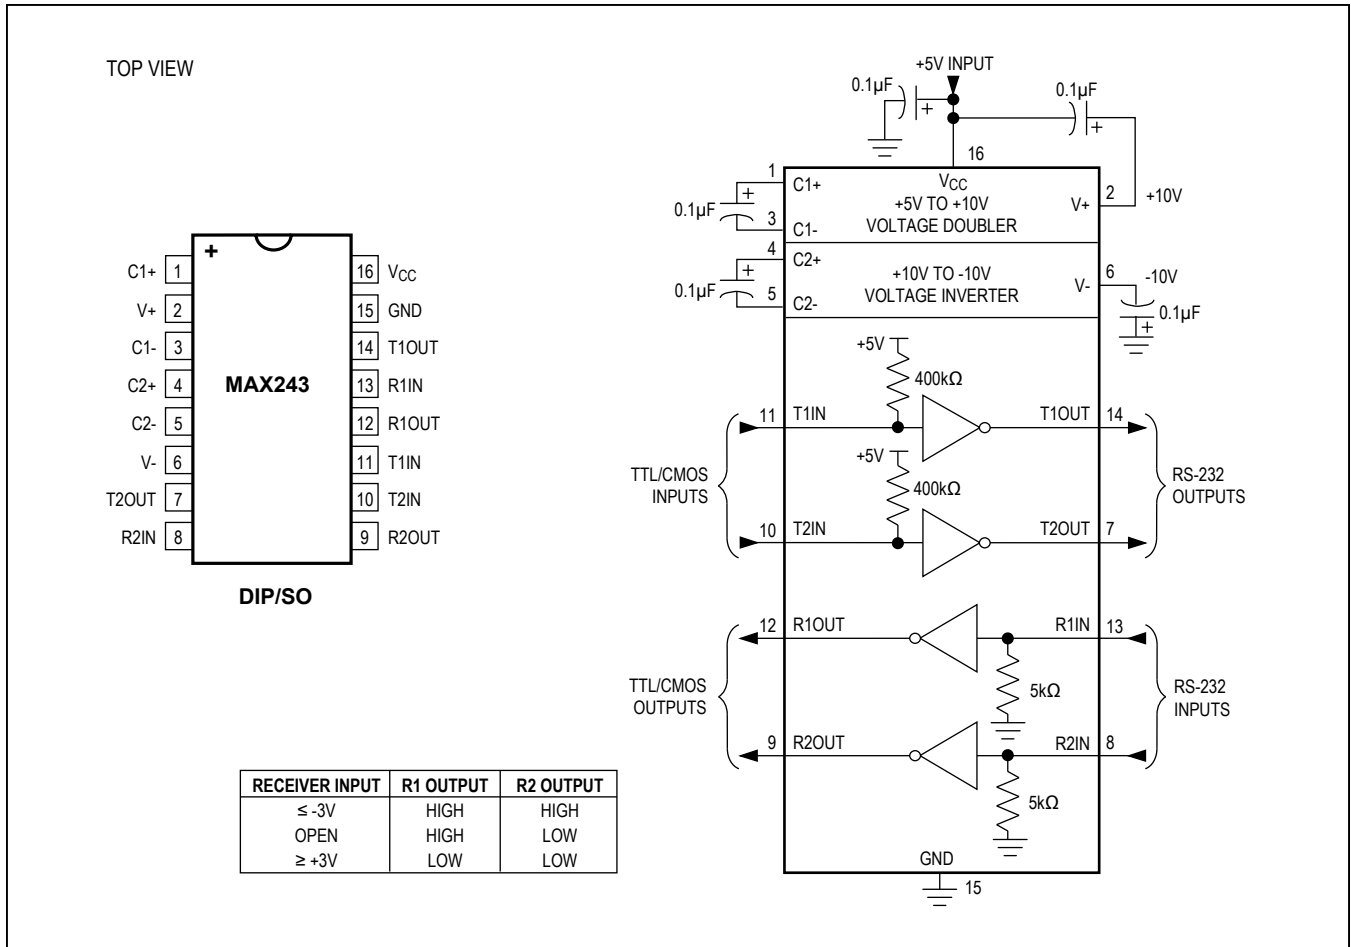 TOP VIEW
+
C1+ 1
V+ 2
C1- 3
C2+ 4
C2- 5
V- 6
T2OUT 7
R2IN 8
MAX243
16 VCC
15 GND
14 T1OUT
13 R1IN
12 R1OUT
11 T1IN
10 T2IN
9 R2OUT
DIP/SO
RECEIVER INPUT R1 OUTPUT R2 OUTPUT
≤ -3V HIGH HIGH
OPEN HIGH LOW
≥ +3V LOW LOW
+5V INPUT
0.1µF
+
0.1µF
+
16
VCC
+5V TO +10V
VOLTAGE DOUBLER
1
C1+
+
0.1µF
3
C1-
V+
2
+10V
4
C2+
+
0.1µF
5
C2-
+10V TO -10V
VOLTAGE INVERTER
V-
6
-10V
0.1µF
+
+5V
400kΩ
11 T1IN
T1OUT 14
+5V
400kΩ
TTL/CMOS
INPUTS
RS-232
OUTPUTS
10 T2IN
T2OUT 7
12 R1OUT
R1IN 13
5kΩ
TTL/CMOS
OUTPUTS
RS-232
INPUTS
9 R2OUT
R2IN 8
5kΩ
GND
15